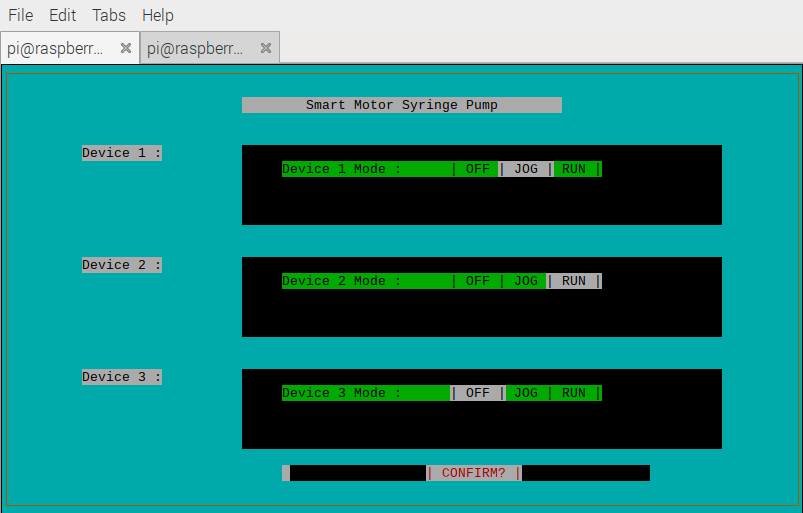 File Edit Tabs Help
pi@raspberr... pi@raspberr...
Smart Motor Syringe Pump
Device 1 :
Device 1 Mode : | OFF | JOG | RUN |
Device 2 :
Device 2 Mode : | OFF | JOG | RUN |
Device 3 :
Device 3 Mode : | OFF | JOG | RUN |
| CONFIRM? |